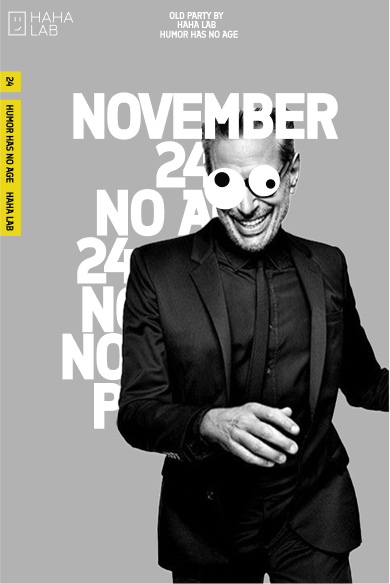 HAHA
LAB
OLD PARTY BY
HAHA LAB
HUMOR HAS NO AGE
24
HUMOR HAS NO AGE HAHA LAB
NOVEMBER
24
NO A
24
NO
NO
P